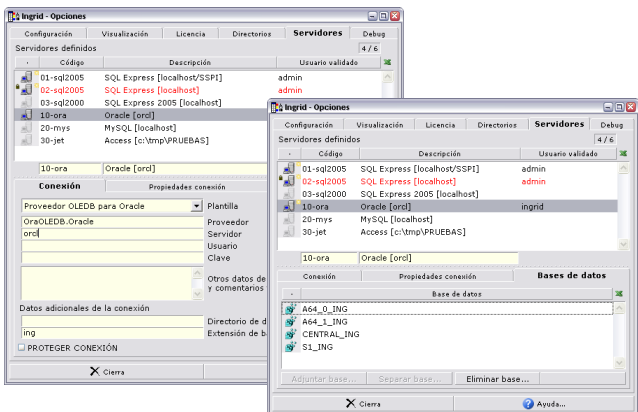 Ingrid - Opciones
Configuración Visualización Licencia Directorios Servidores Debug
Servidores definidos 4 / 6
Código Descripción Usuario validado
01-sql2005 SQL Express [localhost/SSPI] admin
02-sql2005 SQL Express [localhost] admin
03-sql2000 SQL Express 2005 [localhost]
10-ora Oracle [orcl]
20-mys MySQL [localhost]
30-jet Access [c:\tmp\PRUEBAS]
10-ora Oracle [orcl]
Conexión Propiedades conexión
Proveedor OLEDB para Oracle Plantilla
OraOLEDB.Oracle Proveedor
orcl Servidor
Usuario
Clave
Otros datos de
y comentarios
Datos adicionales de la conexión
Directorio de d
ing Extensión de b
PROTEGER CONEXIÓN
Cierra
Ingrid - Opciones
Configuración Visualización Licencia Directorios Servidores Debug
Servidores definidos 4 / 6
Código Descripción Usuario validado
01-sql2005 SQL Express [localhost/SSPI] admin
02-sql2005 SQL Express [localhost] admin
03-sql2000 SQL Express 2005 [localhost]
10-ora Oracle [orcl] ingrid
20-mys MySQL [localhost]
30-jet Access [c:\tmp\PRUEBAS]
10-ora Oracle [orcl]
Conexión Propiedades conexión Bases de datos
Base de datos
A64_0_ING
A64_1_ING
CENTRAL_ING
S1_ING
Adjuntar base... Separar base... Eliminar base...
Cierra Ayuda...